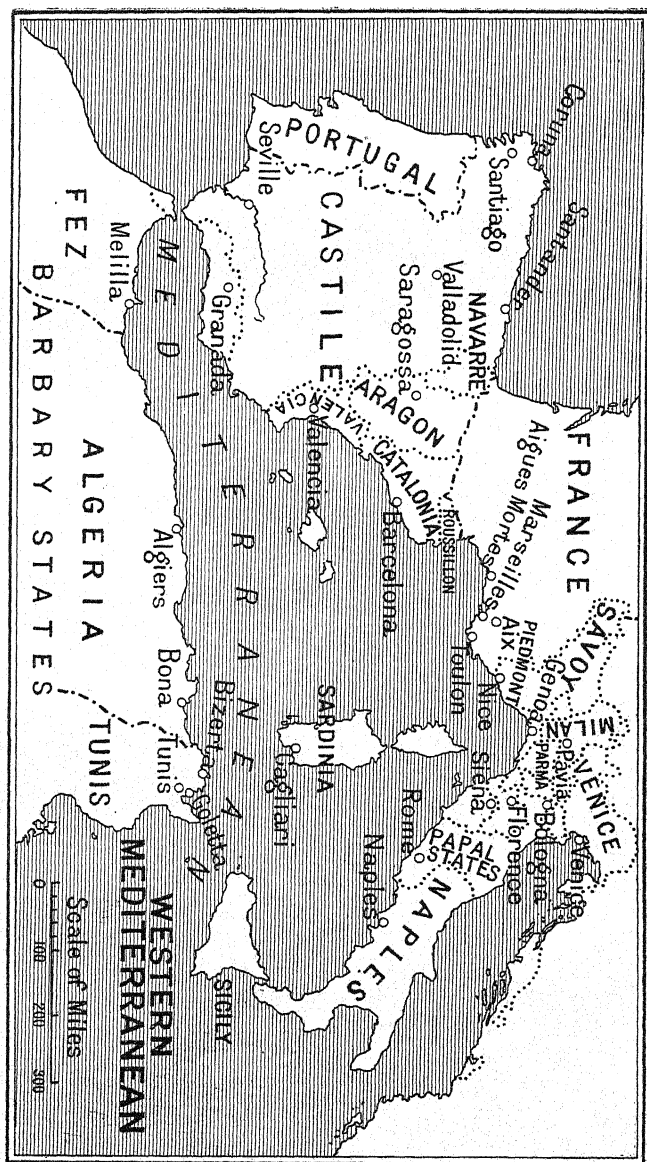 Coruna
Santander
Santiago
PORTUGAL
Valladolid
NAVARRE
Saragossa
CASTILE
Seville
Granada
ARAGON
VALENCIA
Valencia
CATALONIA
Barcelona
ROUSSILLON
FRANCE
Aigues Mortes
Marseilles
Aix
Toulon
PIEDMONT
SAVOY
Nice
Genoa
MILAN
Pavia
PARMA
VENICE
Venice
Bologna
Florence
Siena
PAPAL
STATES
Rome
NAPLES
Naples
SARDINIA
Cagliari
SICILY
MEDITERRANEAN
FEZ
Melilla
BARBARY STATES
ALGERIA
Algiers
Bona
Bizerta
Tunis
Goletta
TUNIS
WESTERN
MEDITERRANEAN
Scale of Miles
0 100 200 300